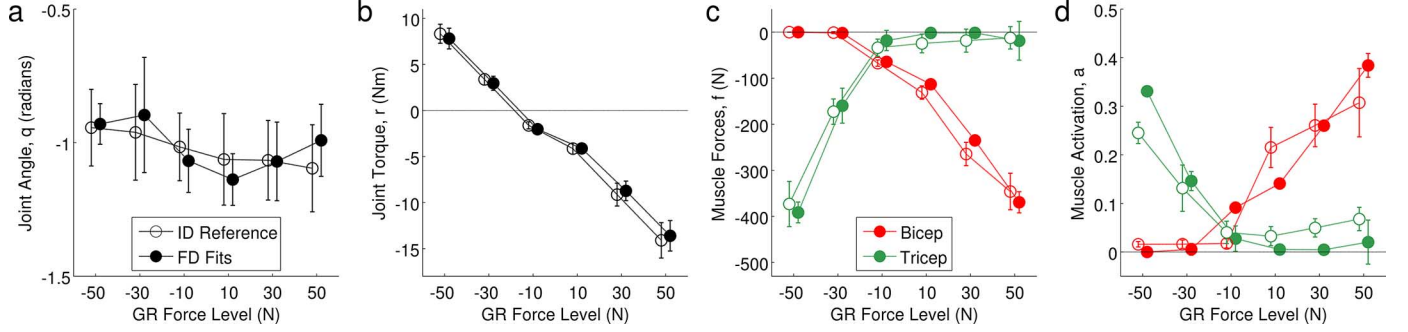 a
-0.5
-1
-1.5
Joint Angle, q (radians)
ID Reference
FD Fits
-50 -30 -10 10 30 50
GR Force Level (N)
b
10
5
0
-5
-10
-15
Joint Torque, r (Nm)
-50 -30 -10 10 30 50
GR Force Level (N)
c
0
-100
-200
-300
-400
-500
Muscle Forces, f (N)
Bicep
Tricep
-50 -30 -10 10 30 50
GR Force Level (N)
d
0.5
0.4
0.3
0.2
0.1
0
Muscle Activation, a
-50 -30 -10 10 30 50
GR Force Level (N)